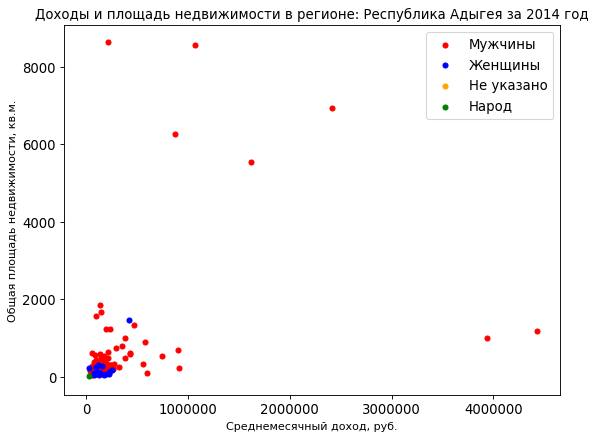 Доходы и площадь недвижимости в регионе: Республика Адыгея за 2014 год
Мужчины
Женщины
Не указано
Народ
8000
6000
4000
2000
0
Общая площадь недвижимости, кв.м.
0 1000000 2000000 3000000 4000000
Среднемесячный доход, руб.